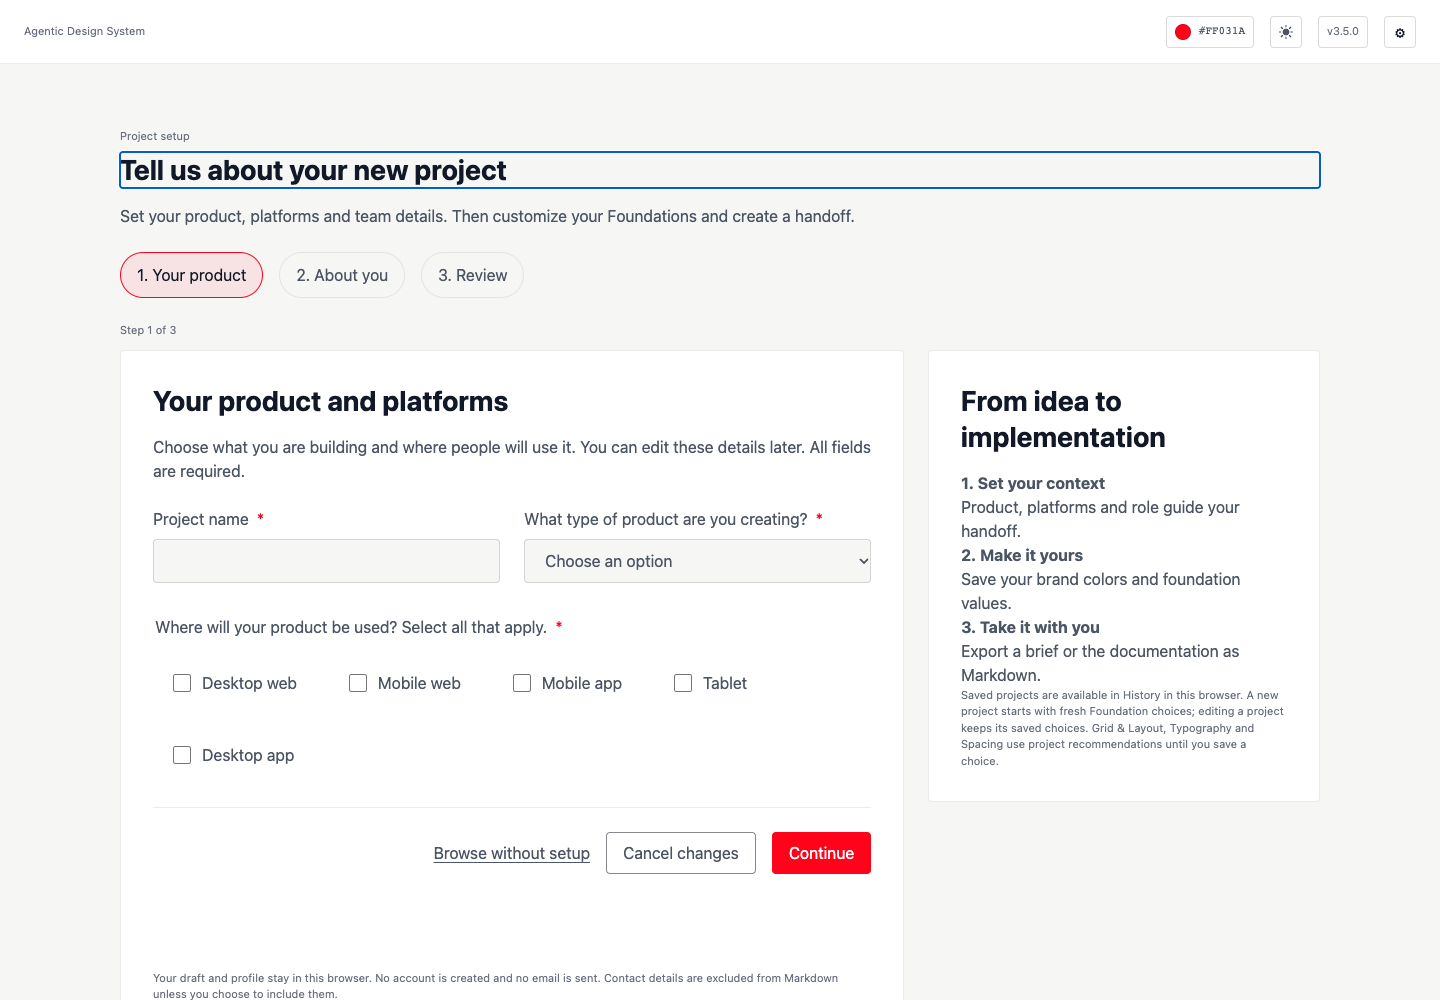 Agentic Design System
#FF031A
v3.5.0
Project setup
Tell us about your new project
Set your product, platforms and team details. Then customize your Foundations and create a handoff.
1. Your product
2. About you
3. Review
Step 1 of 3
Your product and platforms
Choose what you are building and where people will use it. You can edit these details later. All fields
are required.
Project name *
What type of product are you creating? *
Choose an option
Where will your product be used? Select all that apply. *
Desktop web
Mobile web
Mobile app
Tablet
Desktop app
Browse without setup
Cancel changes
Continue
Your draft and profile stay in this browser. No account is created and no email is sent. Contact details are excluded from Markdown
unless you choose to include them.
From idea to
implementation
1. Set your context
Product, platforms and role guide your
handoff.
2. Make it yours
Save your brand colors and foundation
values.
3. Take it with you
Export a brief or the documentation as
Markdown.
Saved projects are available in History in this browser. A new
project starts with fresh Foundation choices; editing a project
keeps its saved choices. Grid & Layout, Typography and
Spacing use project recommendations until you save a
choice.